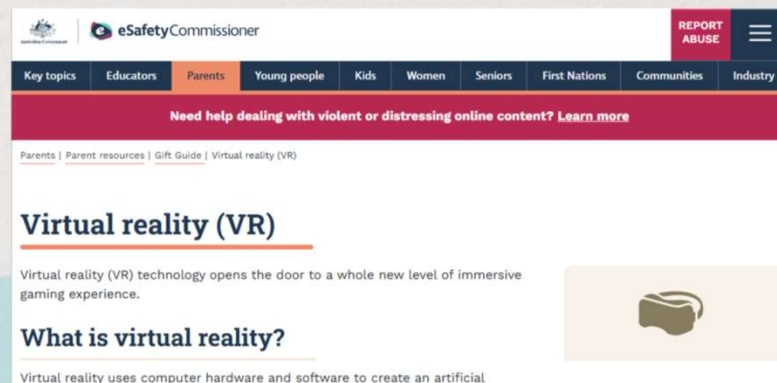 Australian Government
eSafetyCommissioner
REPORT
ABUSE
Key topics Educators Parents Young people Kids Women Seniors First Nations Communities Industry
Need help dealing with violent or distressing online content? Learn more
Parents | Parent resources | Gift Guide | Virtual reality (VR)
Virtual reality (VR)
Virtual reality (VR) technology opens the door to a whole new level of immersive
gaming experience.
What is virtual reality?
Virtual reality uses computer hardware and software to create an artificial